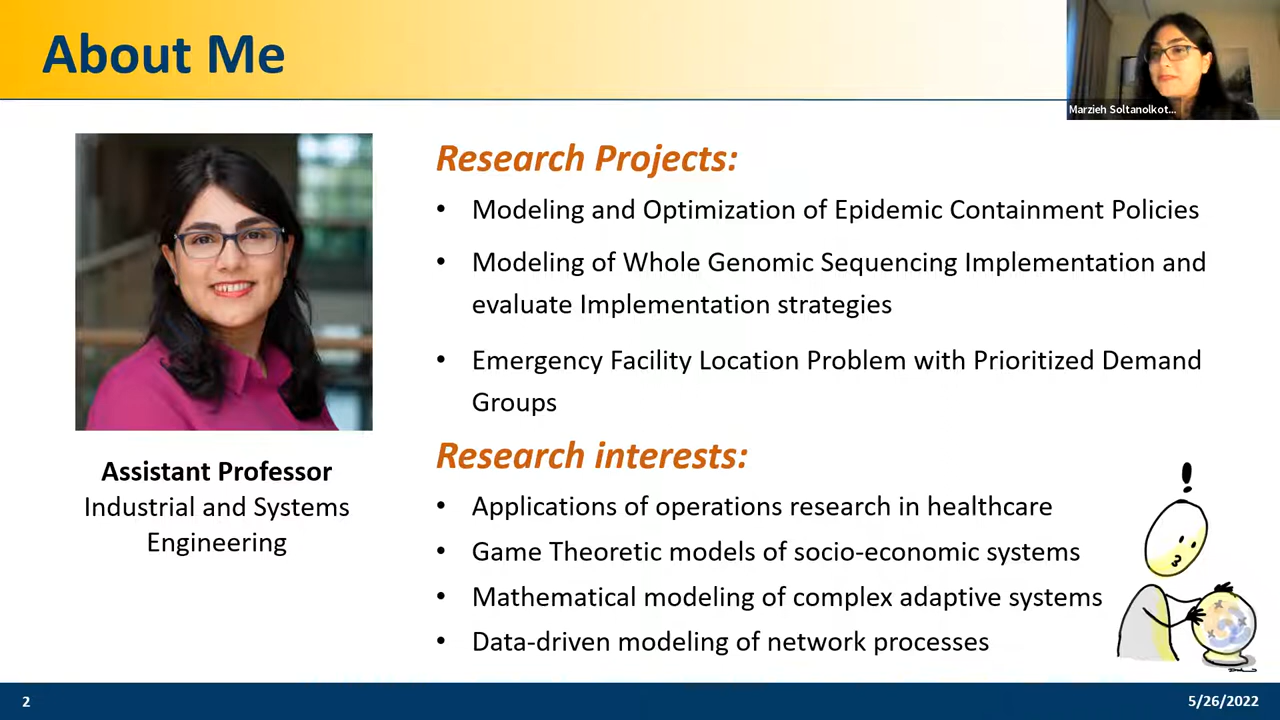 About Me
Marzieh Soltanolkot...
Research Projects:
• Modeling and Optimization of Epidemic Containment Policies
• Modeling of Whole Genomic Sequencing Implementation and
evaluate Implementation strategies
• Emergency Facility Location Problem with Prioritized Demand
Groups
Assistant Professor
Industrial and Systems
Engineering
Research interests:
• Applications of operations research in healthcare
• Game Theoretic models of socio-economic systems
• Mathematical modeling of complex adaptive systems
• Data-driven modeling of network processes
!
2
5/26/2022